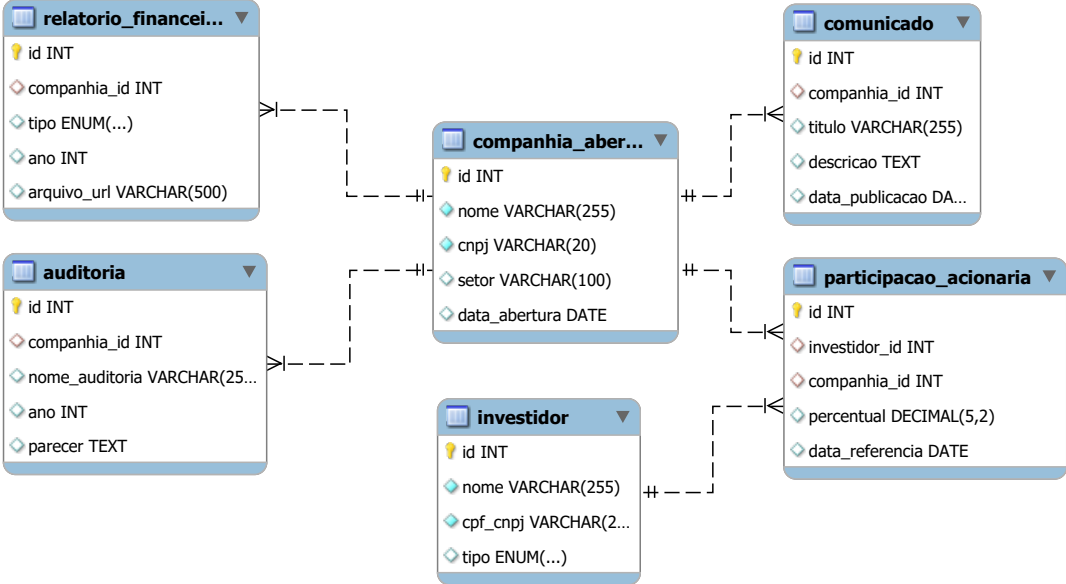 relatorio_financei...
id INT
companhia_id INT
tipo ENUM(...)
ano INT
arquivo_url VARCHAR(500)
auditoria
id INT
companhia_id INT
nome_auditoria VARCHAR(25...
ano INT
parecer TEXT
companhia_aber...
id INT
nome VARCHAR(255)
cnpj VARCHAR(20)
setor VARCHAR(100)
data_abertura DATE
investidor
id INT
nome VARCHAR(255)
cpf_cnpj VARCHAR(2...
tipo ENUM(...)
comunicado
id INT
companhia_id INT
titulo VARCHAR(255)
descricao TEXT
data_publicacao DA...
participacao_acionaria
id INT
investidor_id INT
companhia_id INT
percentual DECIMAL(5,2)
data_referencia DATE